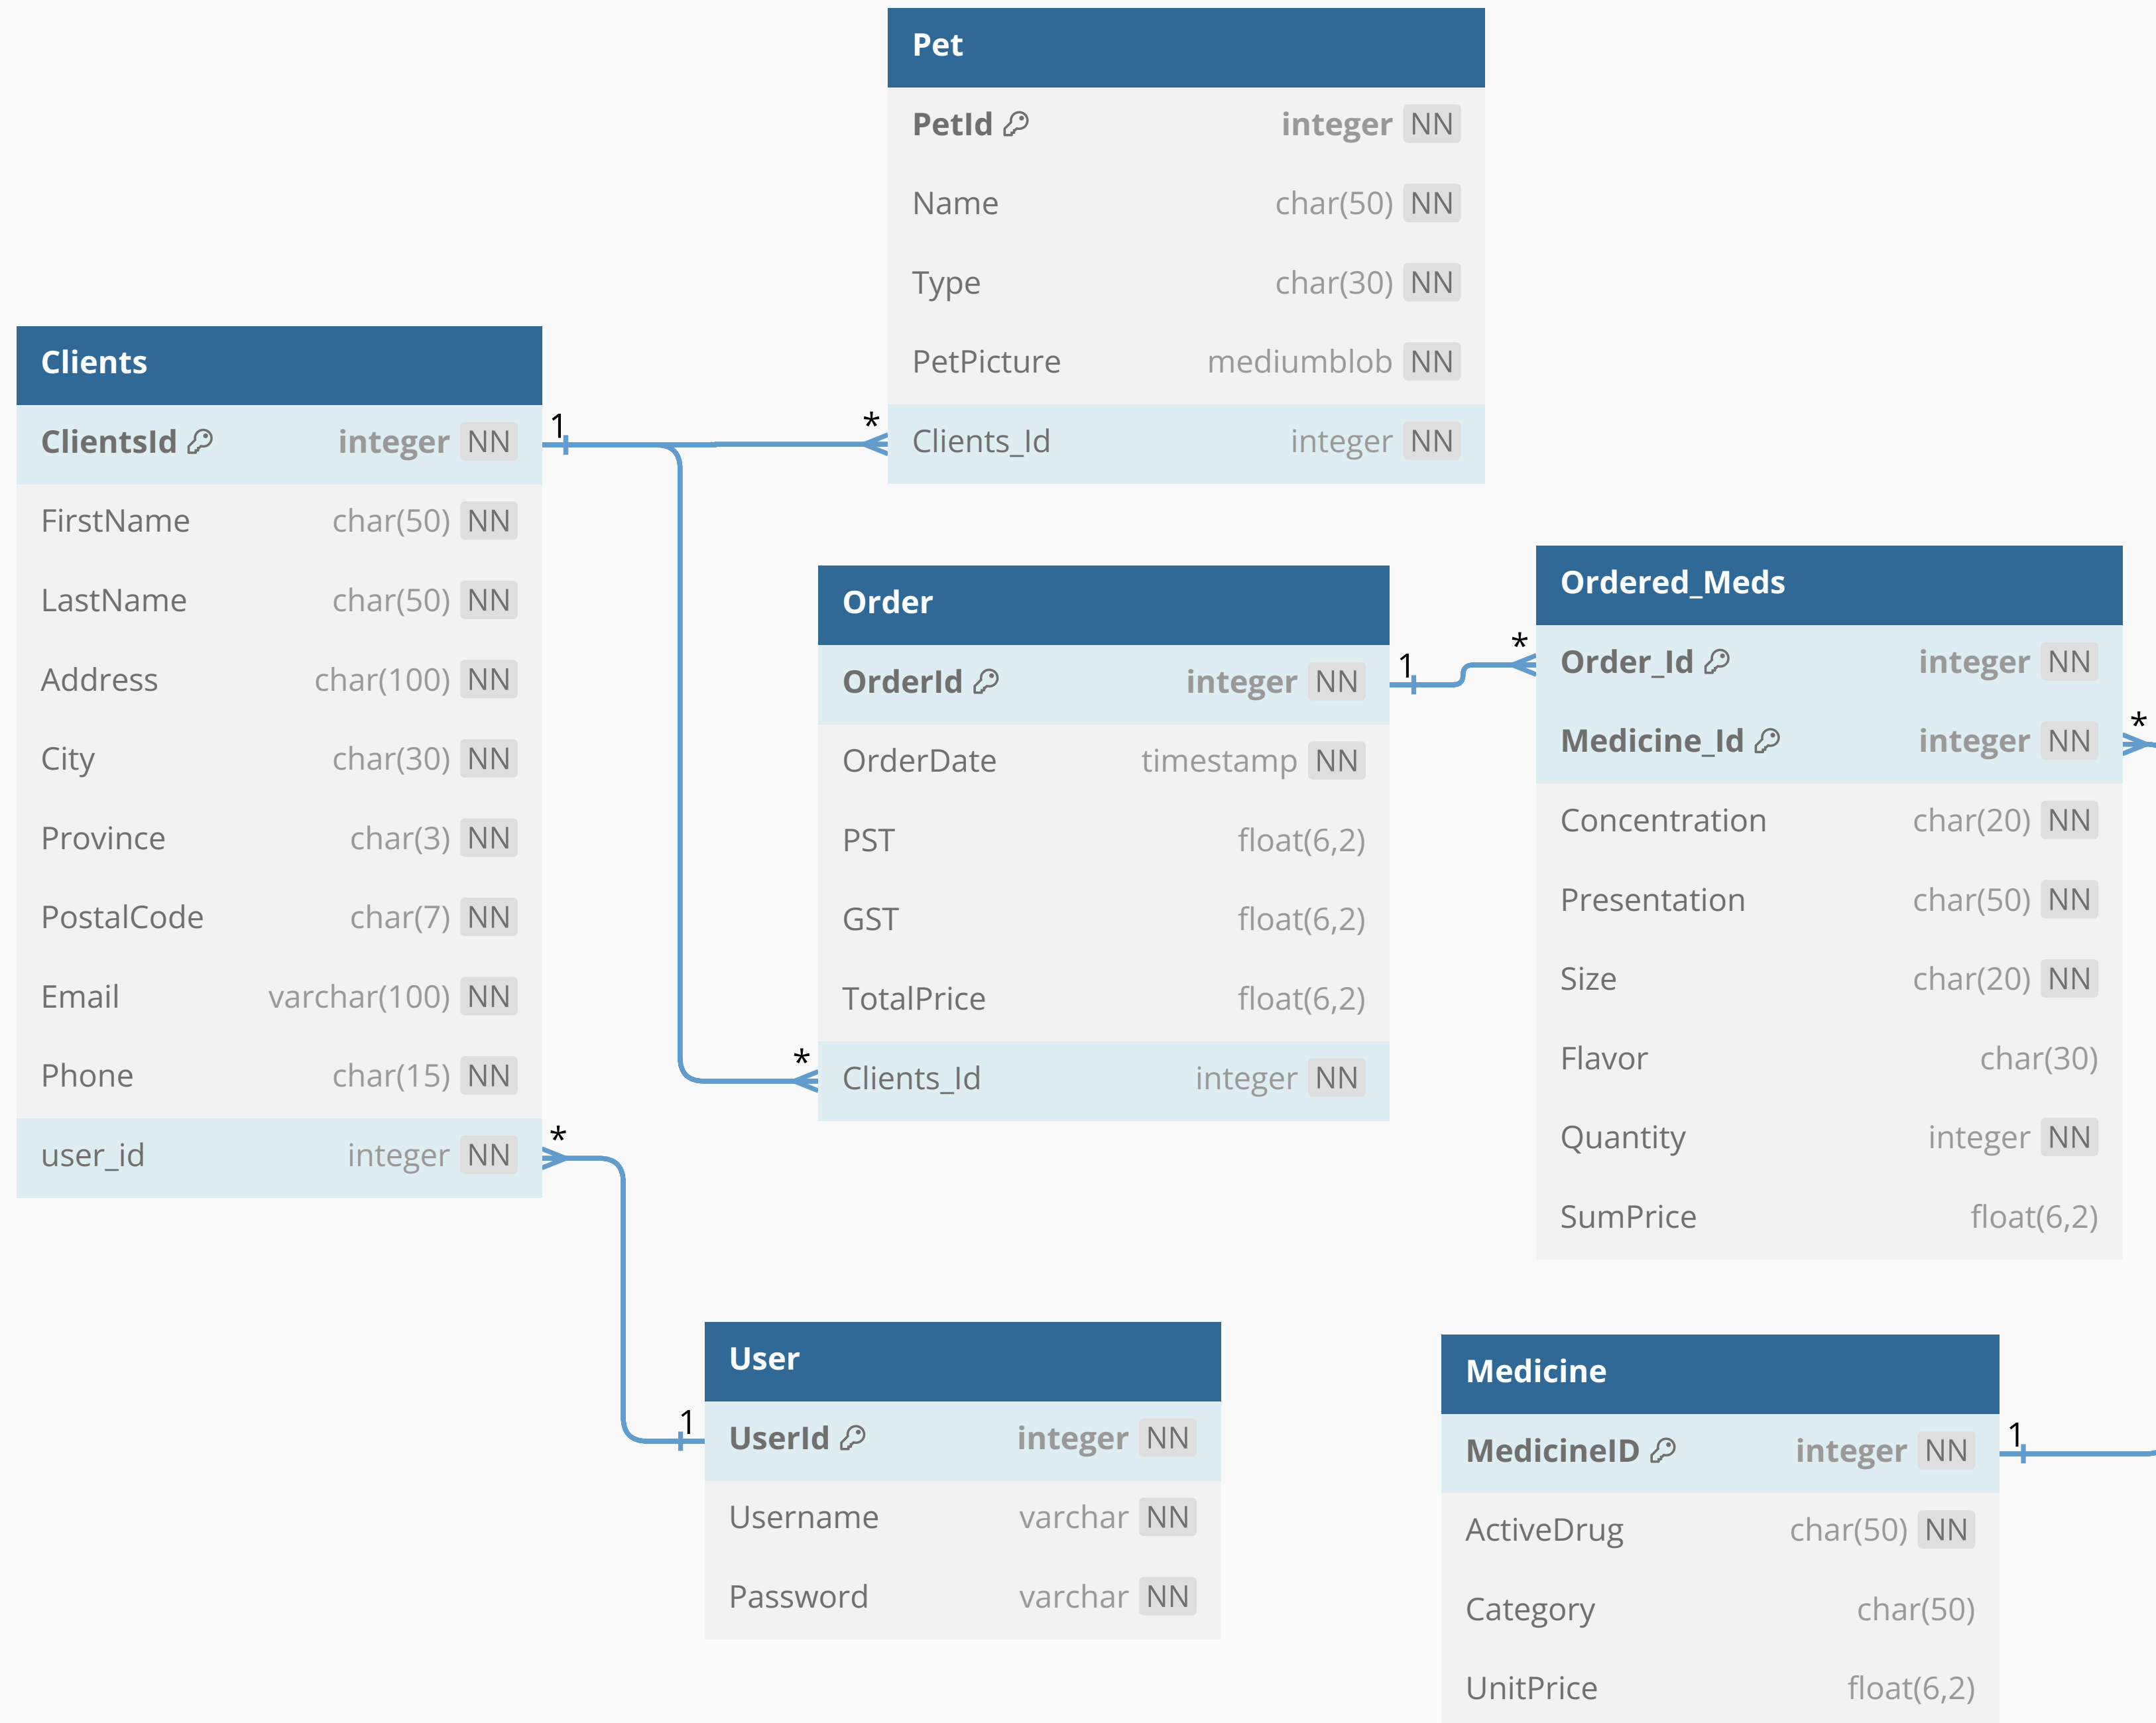 Pet
PetId integer NN
Name char(50) NN
Type char(30) NN
PetPicture mediumblob NN
Clients_Id integer NN
Clients
ClientsId integer NN
FirstName char(50) NN
LastName char(50) NN
Address char(100) NN
City char(30) NN
Province char(3) NN
PostalCode char(7) NN
Email varchar(100) NN
Phone char(15) NN
user_id integer NN
1
*
*
*
Order
OrderId integer NN
OrderDate timestamp NN
PST float(6,2)
GST float(6,2)
TotalPrice float(6,2)
Clients_Id integer NN
1
*
Ordered_Meds
Order_Id integer NN
Medicine_Id integer NN
Concentration char(20) NN
Presentation char(50) NN
Size char(20) NN
Flavor char(30)
Quantity integer NN
SumPrice float(6,2)
*
1
User
UserId integer NN
Username varchar NN
Password varchar NN
Medicine
MedicineID integer NN
ActiveDrug char(50) NN
Category char(50)
UnitPrice float(6,2)
1